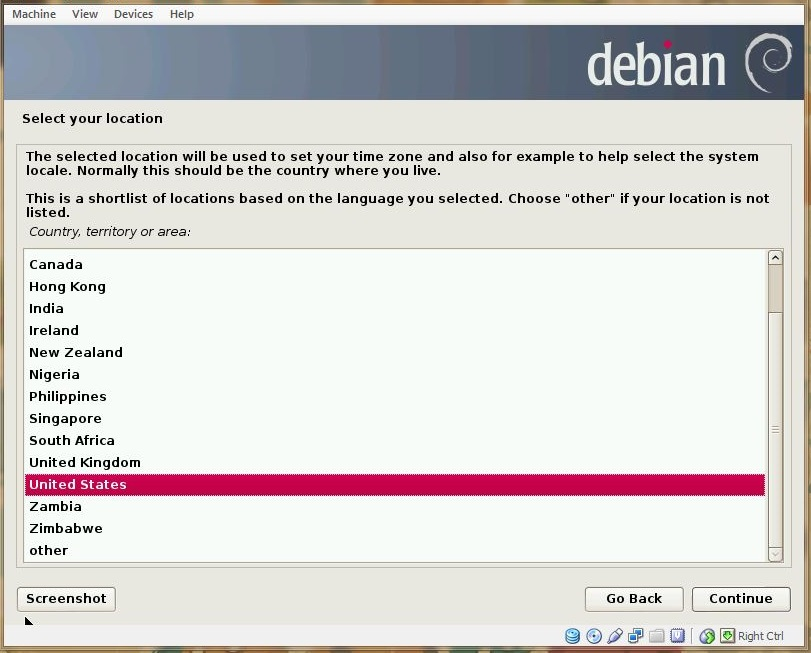 Machine View Devices Help
debian
Select your location
The selected location will be used to set your time zone and also for example to help select the system
locale. Normally this should be the country where you live.
This is a shortlist of locations based on the language you selected. Choose "other" if your location is not
listed.
Country, territory or area:
Canada
Hong Kong
India
Ireland
New Zealand
Nigeria
Philippines
Singapore
South Africa
United Kingdom
United States
Zambia
Zimbabwe
other
Screenshot Go Back Continue
Right Ctrl